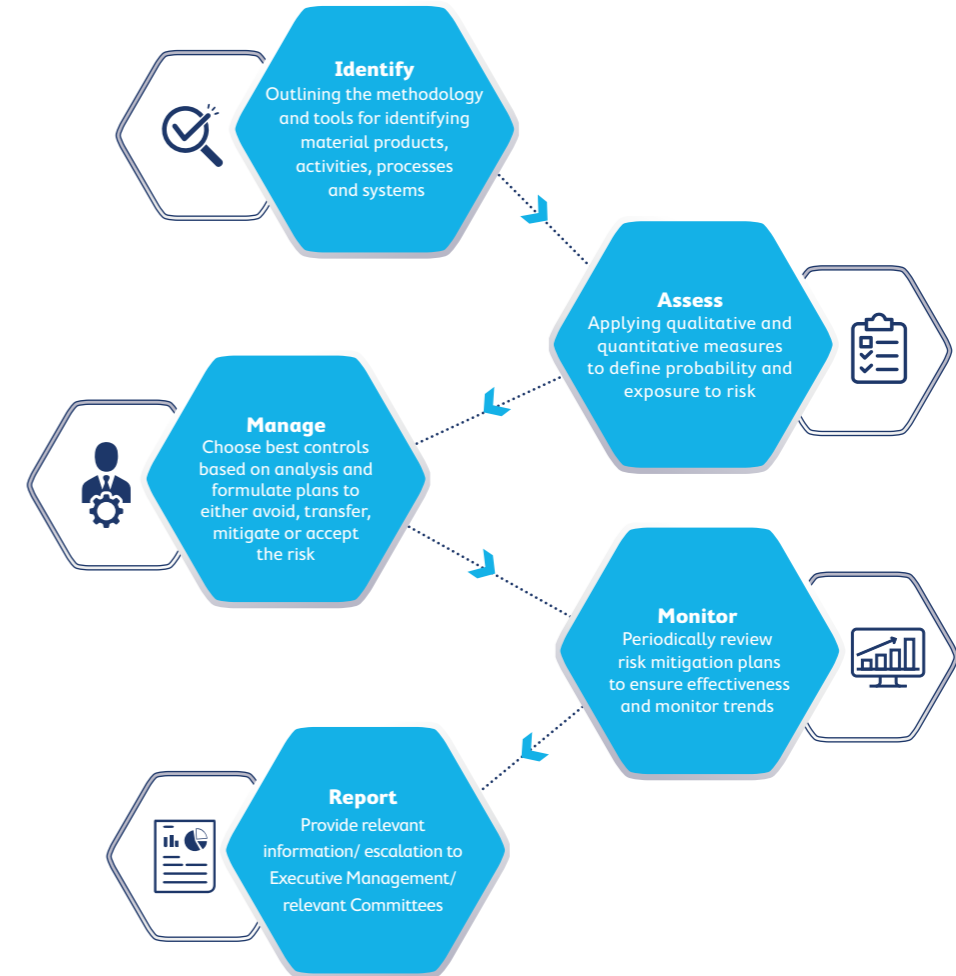 Identify
Outlining the methodology
and tools for identifying
material products,
activities, processes
and systems
Assess
Applying qualitative and
quantitative measures
to define probability and
exposure to risk
Manage
Choose best controls
based on analysis and
formulate plans to
either avoid, transfer,
mitigate or accept
the risk
Monitor
Periodically review
risk mitigation plans
to ensure effectiveness
and monitor trends
Report
Provide relevant
information/ escalation to
Executive Management/
relevant Committees